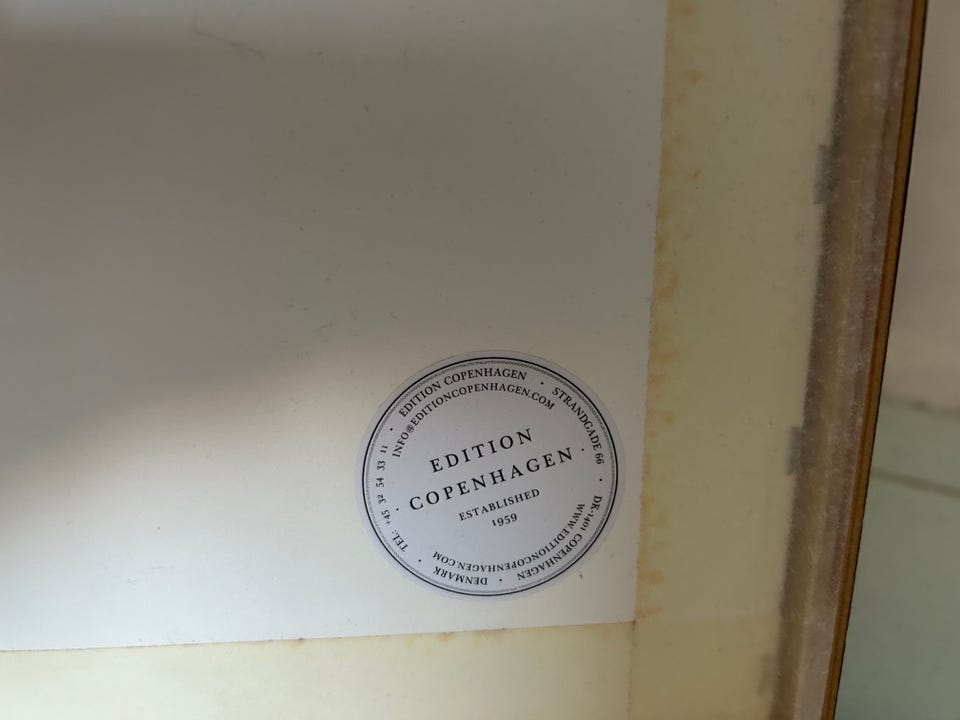 EDITION COPENHAGEN · STRANDGADE 66 · DK-1401 COPENHAGEN · DENMARK · TEL: +45 32 54 33 11 ·
INFO@EDITIONCOPENHAGEN.COM · WWW.EDITIONCOPENHAGEN.COM ·
EDITION
COPENHAGEN
ESTABLISHED
1959